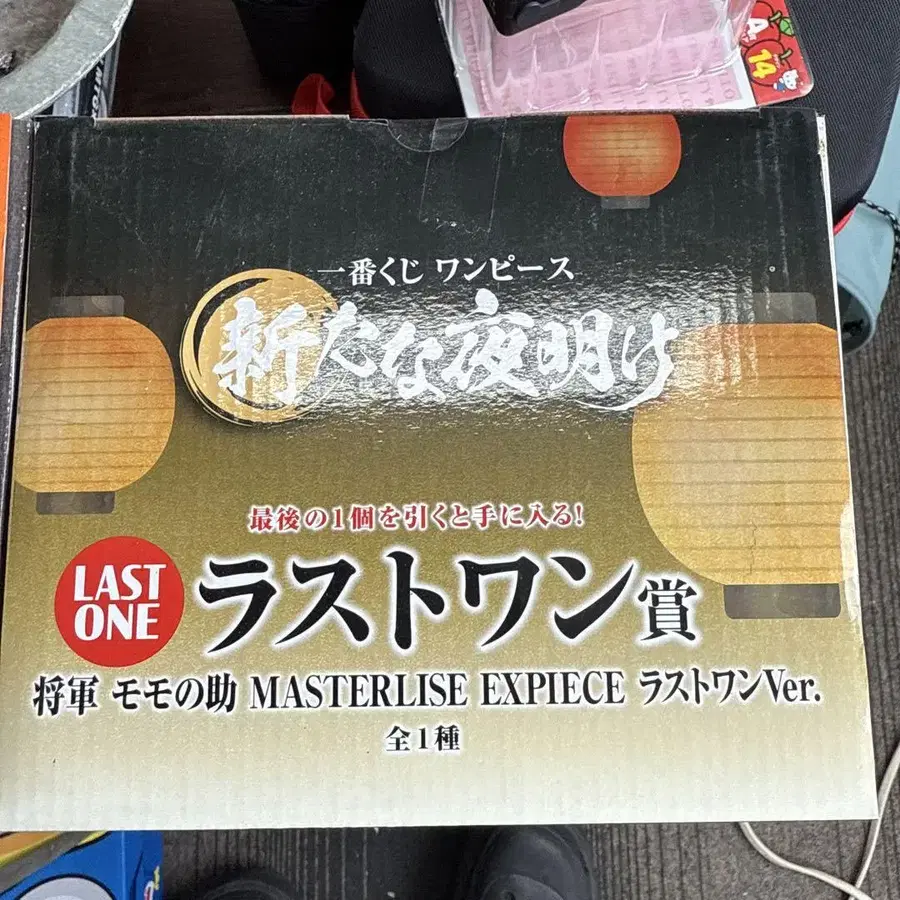 A
14
一番くじ ワンピース
新たな夜明け
最後の1個を引くと手に入る!
LAST ONE
ラストワン賞
将軍 モモの助 MASTERLISE EXPIECE ラストワンVer.
全1種